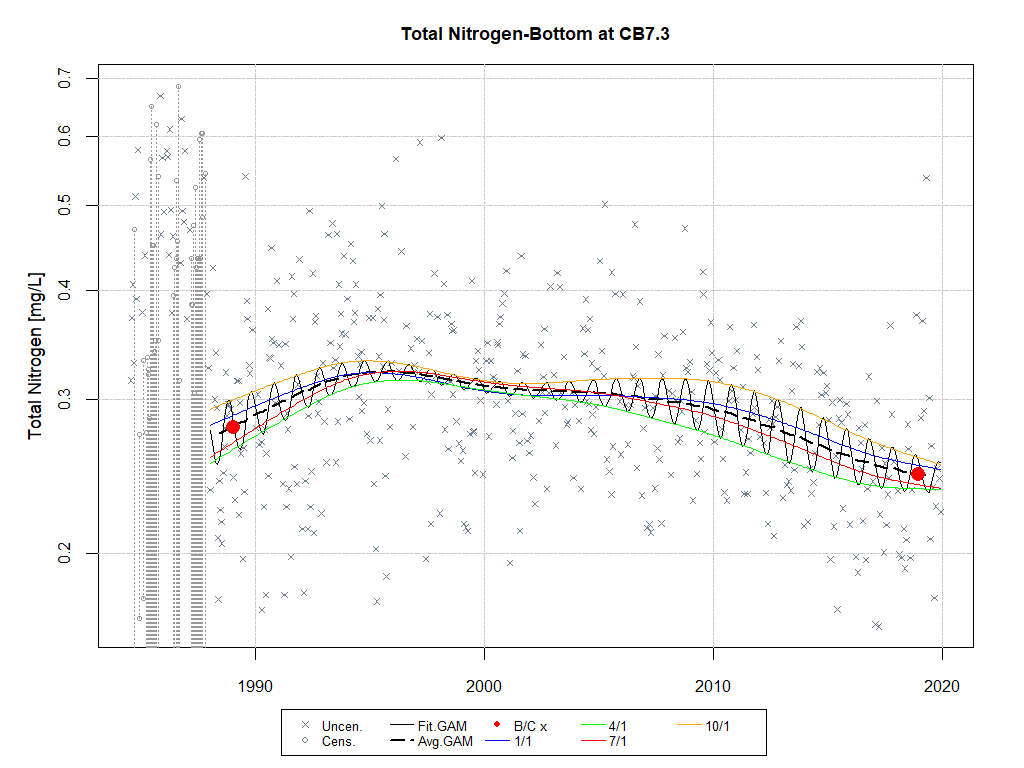 Total Nitrogen-Bottom at CB7.3
Total Nitrogen [mg/L]
0.7
0.6
0.5
0.4
0.3
0.2
1990 2000 2010 2020
Uncen. Fit.GAM B/C x 4/1 10/1
Cens. Avg.GAM 1/1 7/1